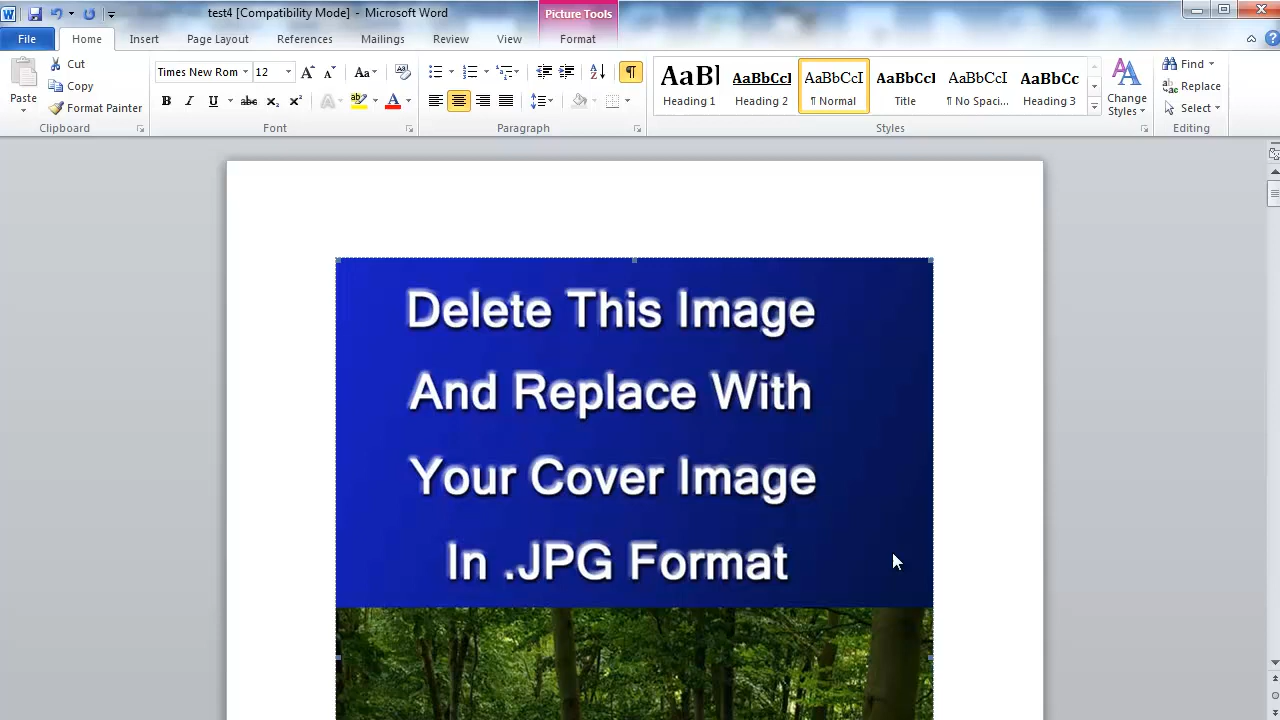 test4 [Compatibility Mode] - Microsoft Word
Picture Tools
File Home Insert Page Layout References Mailings Review View Format
Paste
Cut
Copy
Format Painter
Clipboard
Times New Rom 12
Font
Paragraph
AaBl AaBbCcI AaBbCcI AaBbCcI AaBbCcI AaBbCc
Heading 1 Heading 2 ¶ Normal Title ¶ No Spaci... Heading 3
Change
Styles
Styles
Find
Replace
Select
Editing
Delete This Image
And Replace With
Your Cover Image
In .JPG Format